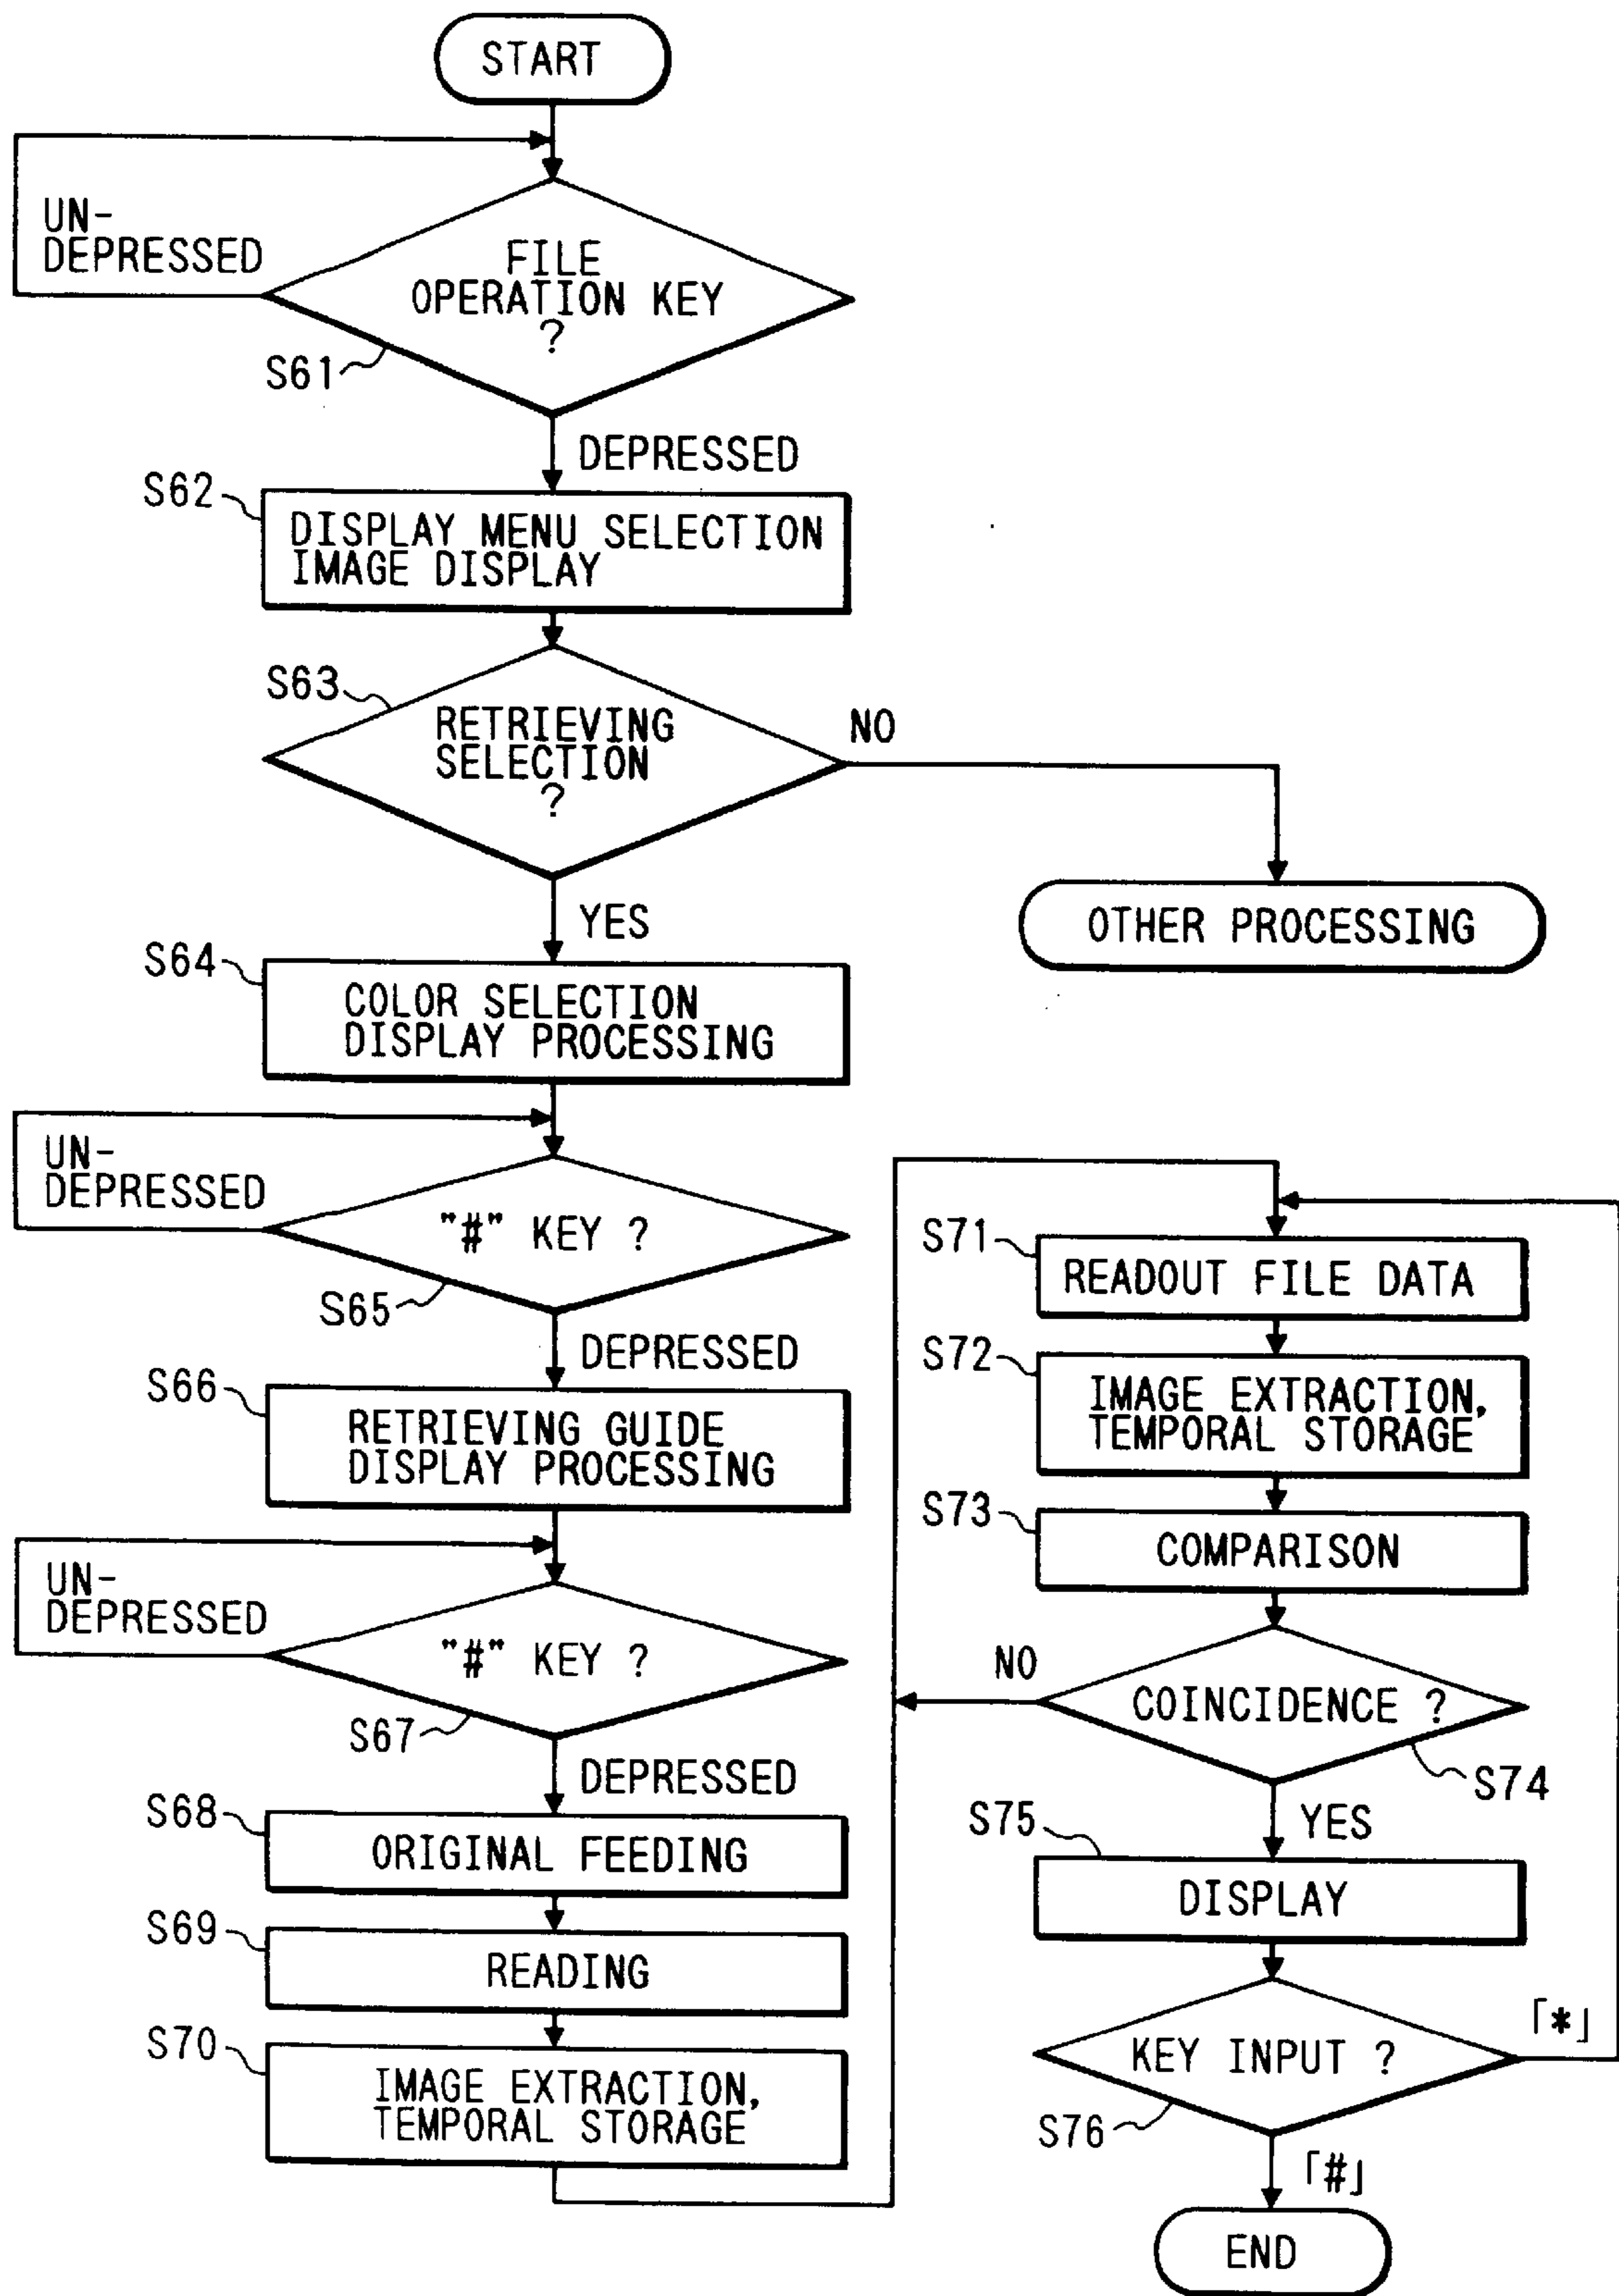 START
UN-
DEPRESSED
FILE
OPERATION KEY
?
S61
DEPRESSED
S62
DISPLAY MENU SELECTION
IMAGE DISPLAY
S63
RETRIEVING
SELECTION
?
NO
YES
OTHER PROCESSING
S64
COLOR SELECTION
DISPLAY PROCESSING
UN-
DEPRESSED
"#" KEY ?
S65
DEPRESSED
S66
RETRIEVING GUIDE
DISPLAY PROCESSING
UN-
DEPRESSED
"#" KEY ?
S67
DEPRESSED
S68
ORIGINAL FEEDING
S69
READING
S70
IMAGE EXTRACTION,
TEMPORAL STORAGE
S71
READOUT FILE DATA
S72
IMAGE EXTRACTION,
TEMPORAL STORAGE
S73
COMPARISON
NO
COINCIDENCE ?
S74
YES
S75
DISPLAY
KEY INPUT ?
「*」
S76
「#」
END